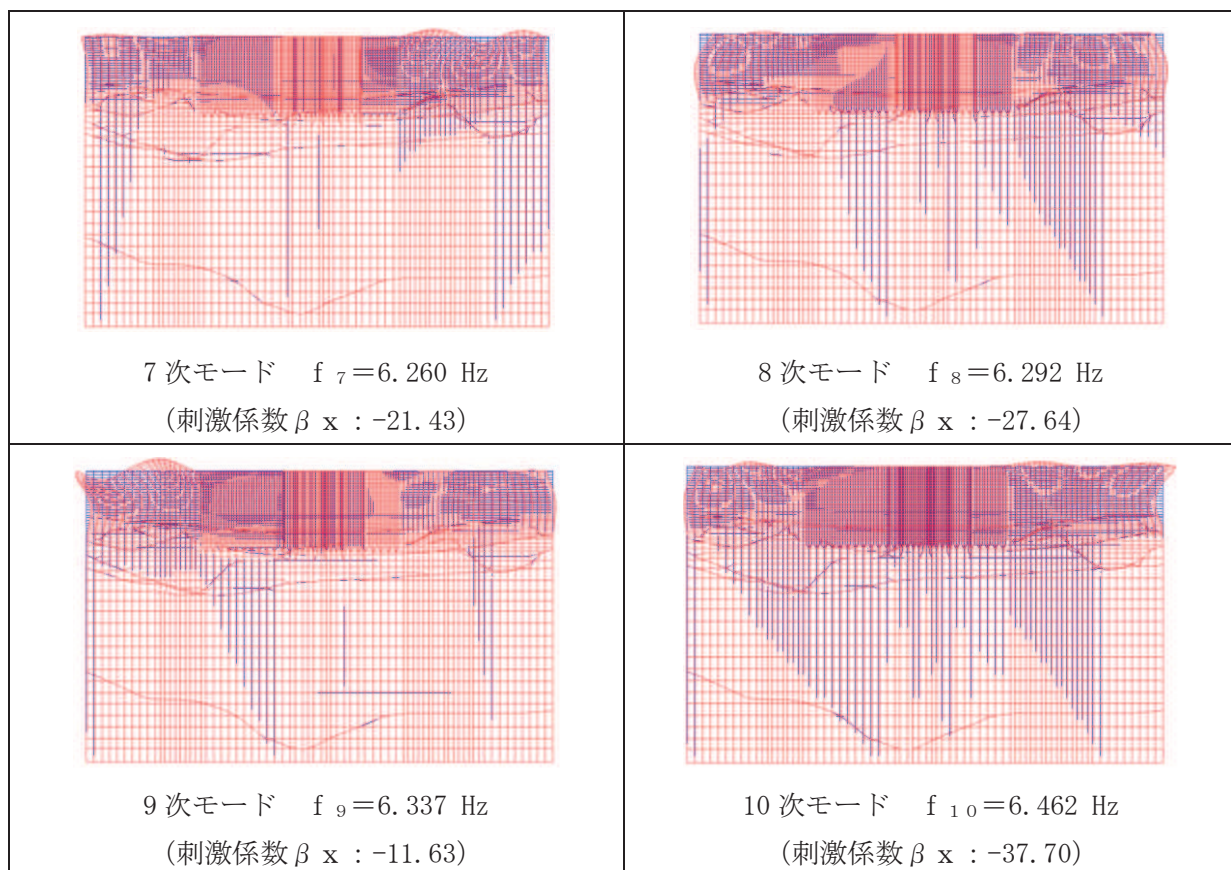 7 次モード　f ₇＝6.260 Hz
(刺激係数β x : -21.43)
8 次モード　f ₈＝6.292 Hz
(刺激係数β x : -27.64)
9 次モード　f ₉＝6.337 Hz
(刺激係数β x : -11.63)
10 次モード　f ₁₀＝6.462 Hz
(刺激係数β x : -37.70)